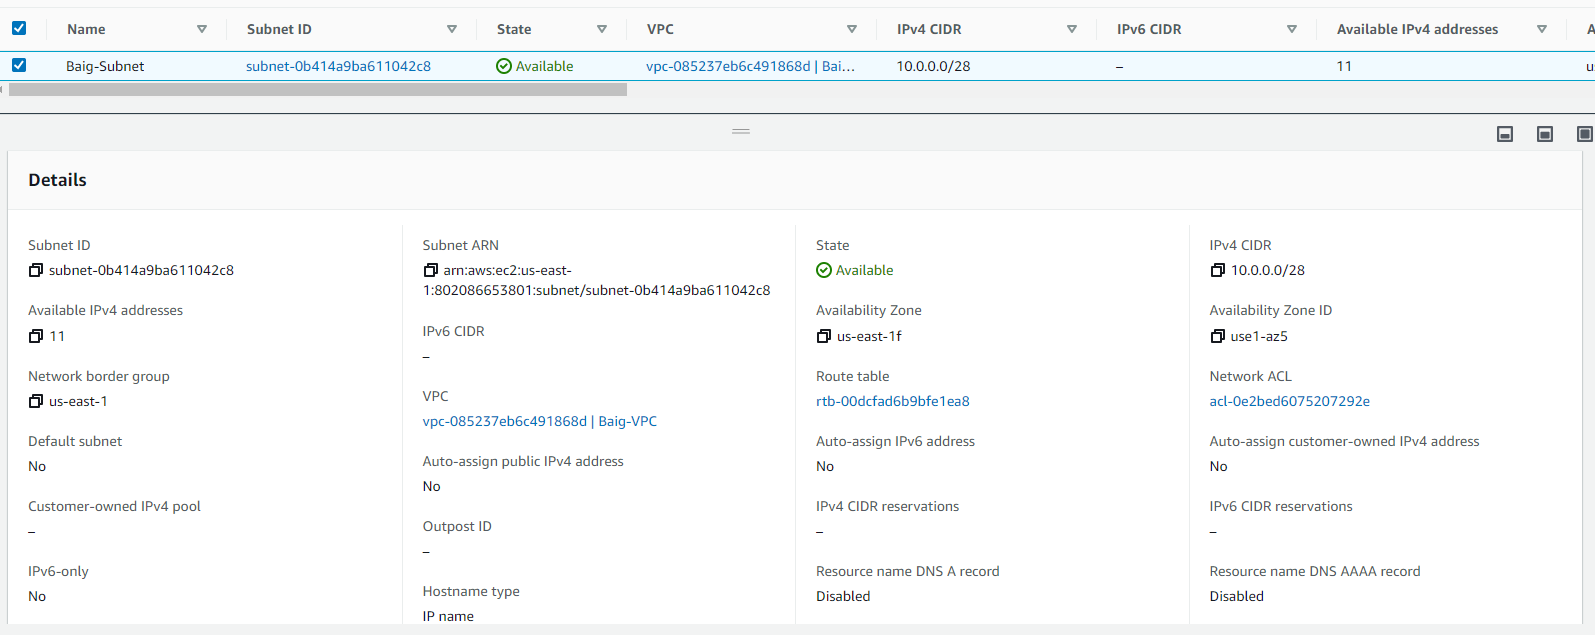 Name Subnet ID State VPC IPv4 CIDR IPv6 CIDR Available IPv4 addresses A
Baig-Subnet subnet-0b414a9ba611042c8 Available vpc-085237eb6c491868d | Bai... 10.0.0.0/28 – 11 u
Details
Subnet ID
subnet-0b414a9ba611042c8
Available IPv4 addresses
11
Network border group
us-east-1
Default subnet
No
Customer-owned IPv4 pool
–
IPv6-only
No
Subnet ARN
arn:aws:ec2:us-east-
1:802086653801:subnet/subnet-0b414a9ba611042c8
IPv6 CIDR
–
VPC
vpc-085237eb6c491868d | Baig-VPC
Auto-assign public IPv4 address
No
Outpost ID
–
Hostname type
IP name
State
Available
Availability Zone
us-east-1f
Route table
rtb-00dcfad6b9bfe1ea8
Auto-assign IPv6 address
No
IPv4 CIDR reservations
–
Resource name DNS A record
Disabled
IPv4 CIDR
10.0.0.0/28
Availability Zone ID
use1-az5
Network ACL
acl-0e2bed6075207292e
Auto-assign customer-owned IPv4 address
No
IPv6 CIDR reservations
–
Resource name DNS AAAA record
Disabled